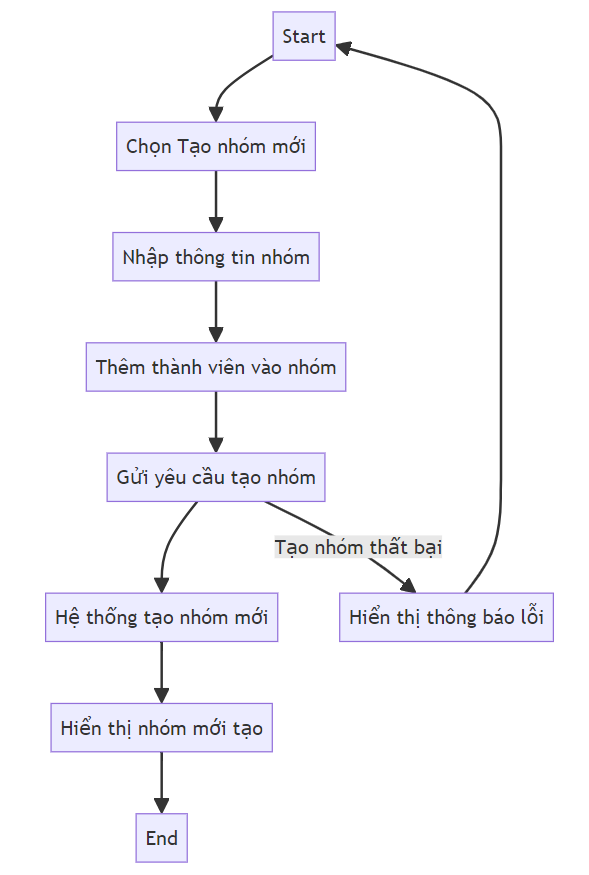 Start
Chọn Tạo nhóm mới
Nhập thông tin nhóm
Thêm thành viên vào nhóm
Gửi yêu cầu tạo nhóm
Tạo nhóm thất bại
Hệ thống tạo nhóm mới
Hiển thị thông báo lỗi
Hiển thị nhóm mới tạo
End